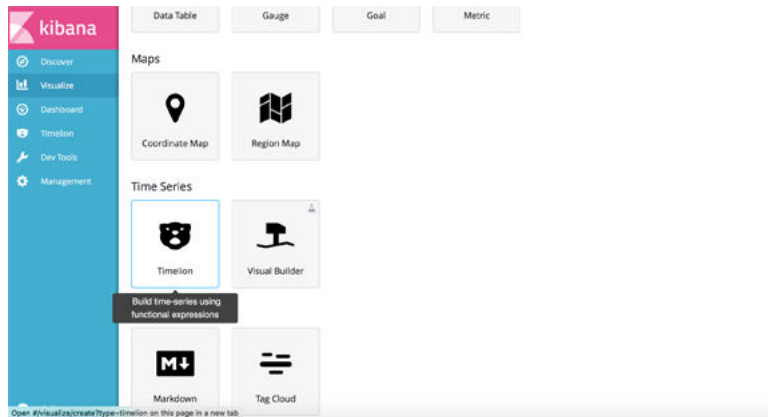 kibana
Discover
Visualize
Dashboard
Timelion
Dev Tools
Management
Data Table
Gauge
Goal
Metric
Maps
Coordinate Map
Region Map
Time Series
Timelion
Visual Builder
Build time-series using
functional expressions
M
Markdown
Tag Cloud
Open #/visualize/create?type=timelion on this page in a new tab